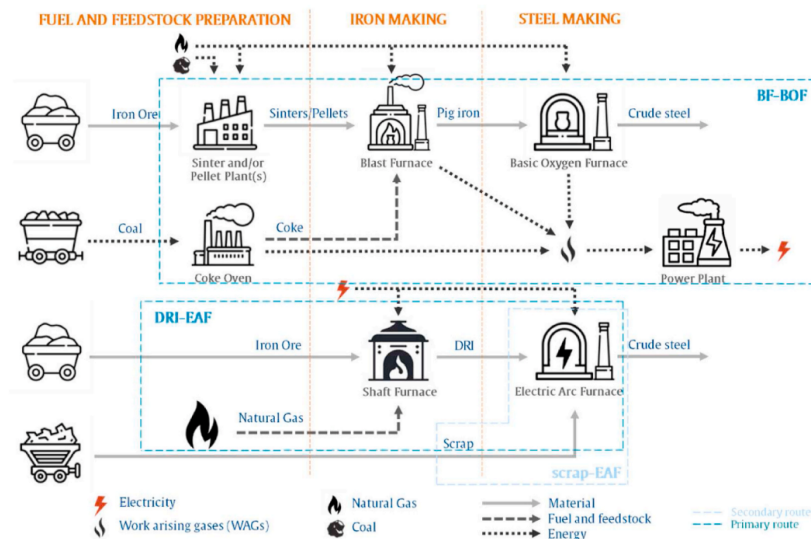 FUEL AND FEEDSTOCK PREPARATION
IRON MAKING
STEEL MAKING
BF-BOF
Iron Ore
Sinters/Pellets
Pig iron
Crude steel
Sinter and/or
Pellet Plant(s)
Blast Furnace
Basic Oxygen Furnace
Coal
Coke
Coke Oven
Power Plant
DRI-EAF
Iron Ore
DRI
Crude steel
Shaft Furnace
Electric Arc Furnace
Natural Gas
Scrap
scrap-EAF
Electricity
Work arising gases (WAGs)
Natural Gas
Coal
Material
Fuel and feedstock
Energy
Secondary route
Primary route